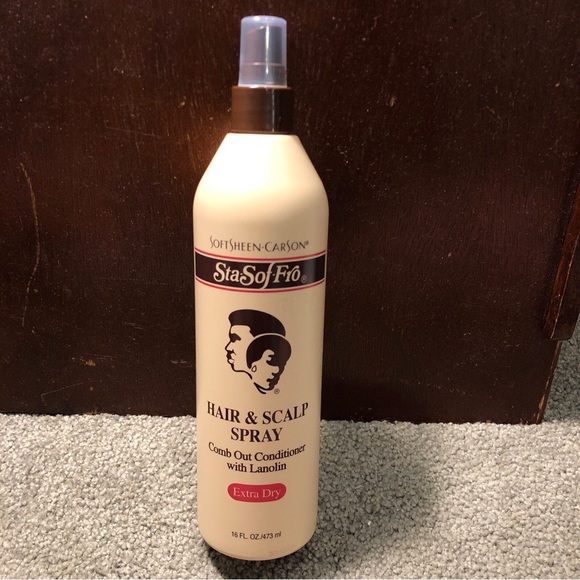 SOFTSHEEN-CARSON®
Sta-Sof-Fro®
®
HAIR & SCALP
SPRAY
Comb Out Conditioner
with Lanolin
Extra Dry
16 FL. OZ./473 ml